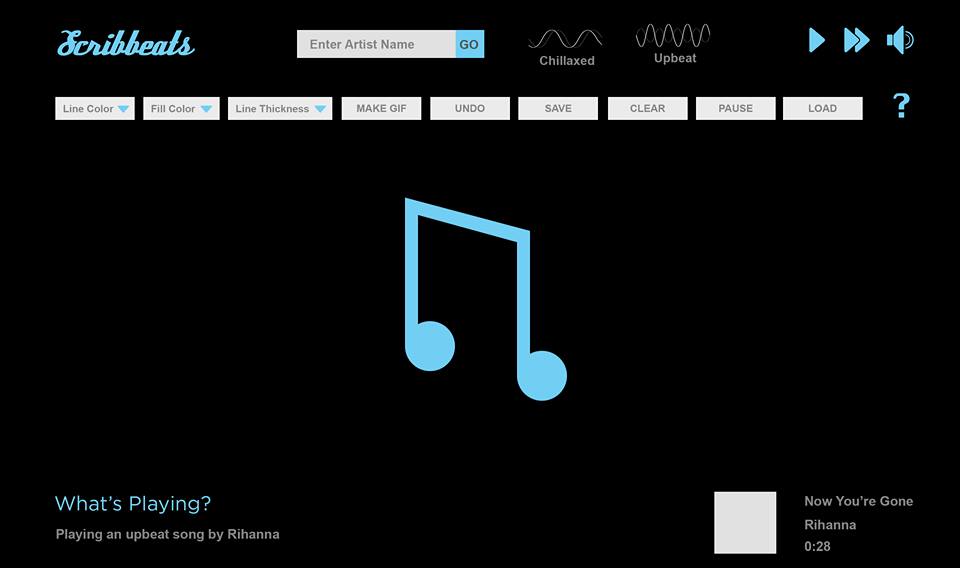 Scribbeats
Enter Artist Name GO
Chillaxed
Upbeat
Line Color
Fill Color
Line Thickness
MAKE GIF
UNDO
SAVE
CLEAR
PAUSE
LOAD
?
What's Playing?
Playing an upbeat song by Rihanna
Now You're Gone
Rihanna
0:28